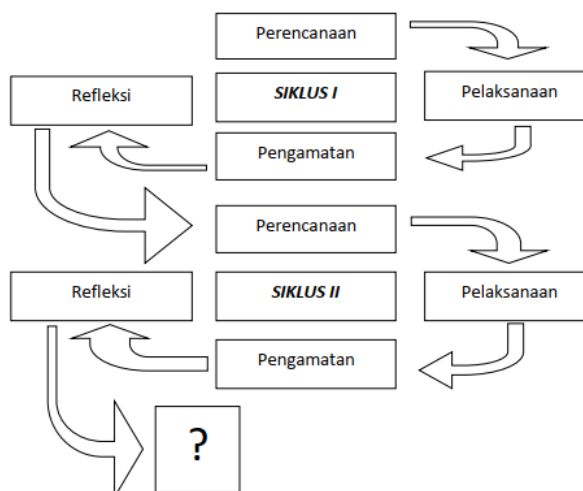 Perencanaan
Refleksi
SIKLUS I
Pelaksanaan
Pengamatan
Perencanaan
Refleksi
SIKLUS II
Pelaksanaan
Pengamatan
?